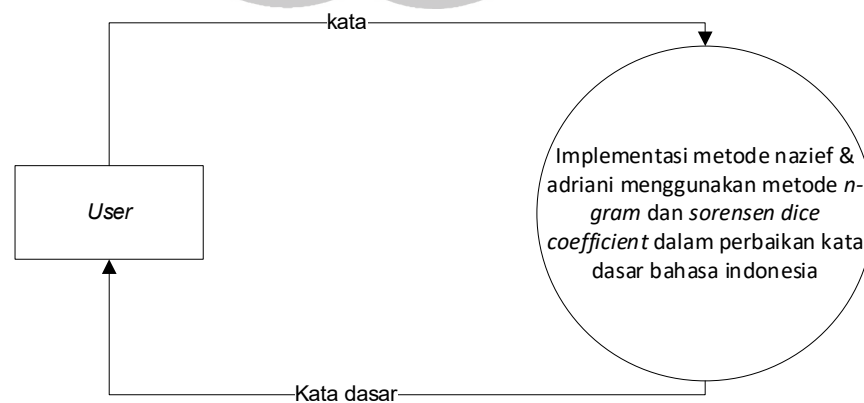 kata
User
Implementasi metode nazief &
adriani menggunakan metode n-
gram dan sorensen dice
coefficient dalam perbaikan kata
dasar bahasa indonesia
Kata dasar